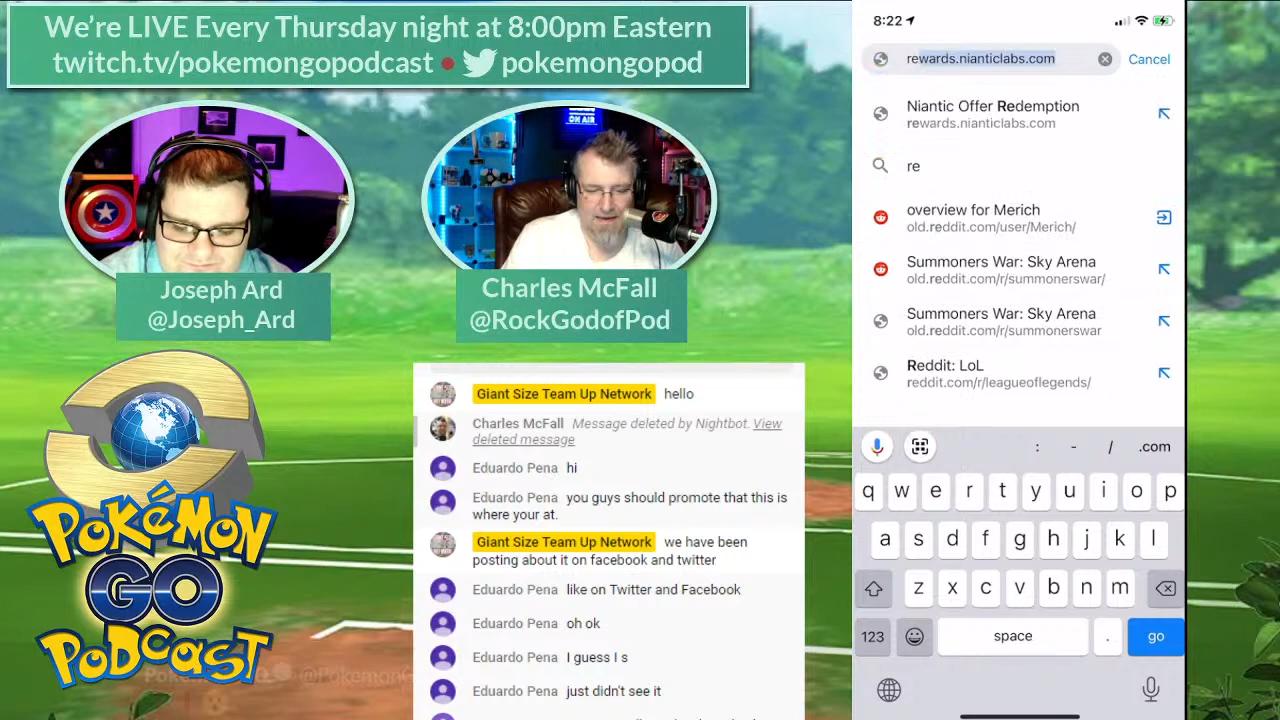 We're LIVE Every Thursday night at 8:00pm Eastern
twitch.tv/pokemongopodcast • pokemongopod
ON AIR
Joseph Ard
@Joseph_Ard
Charles McFall
@RockGodofPod
POKÉMON
GO
PODCAST
Giant Size Team Up Network hello
Charles McFall Message deleted by Nightbot. View
deleted message
Eduardo Pena hi
Eduardo Pena you guys should promote that this is
where your at.
Giant Size Team Up Network we have been
posting about it on facebook and twitter
Eduardo Pena like on Twitter and Facebook
Eduardo Pena oh ok
Eduardo Pena I guess I s
Eduardo Pena just didn't see it
8:22
rewards.nianticlabs.com Cancel
Niantic Offer Redemption
rewards.nianticlabs.com
re
overview for Merich
old.reddit.com/user/Merich/
Summoners War: Sky Arena
old.reddit.com/r/summonerswar/
Summoners War: Sky Arena
old.reddit.com/r/summonerswar
Reddit: LoL
reddit.com/r/leagueoflegends/
: - / .com
q w e r t y u i o p
a s d f g h j k l
z x c v b n m
123 space . go